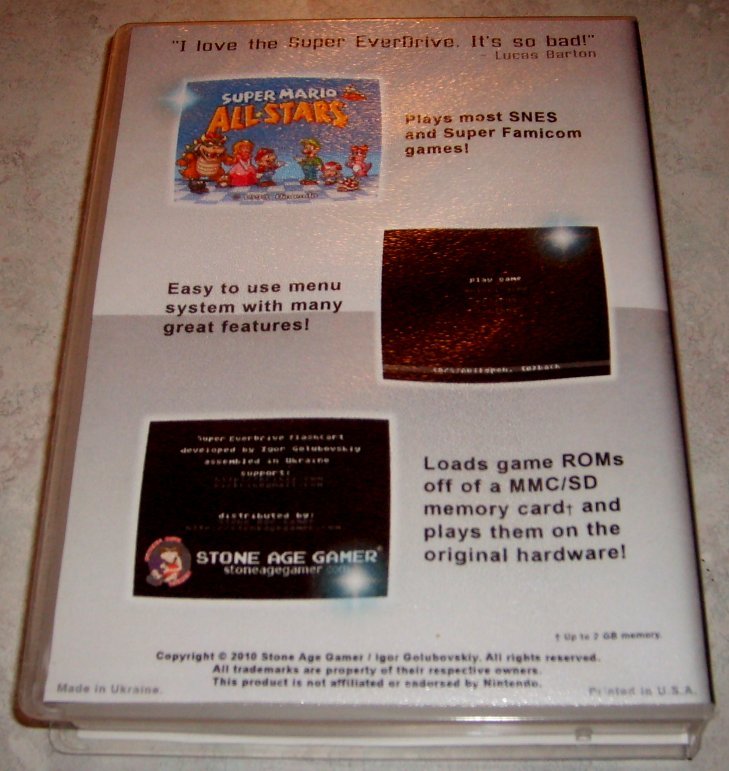 "I love the Super EverDrive. It's so bad!"
- Lucas Barton
SUPER MARIO
ALL-STARS
Plays most SNES
and Super Famicom
games!
play game
Easy to use menu
system with many
great features!
Super EverDrive flashcart
developed by Igor Golubovskiy
assembled in Ukraine
support:
distributed by:
STONE AGE GAMER
stoneagegamer.com
Loads game ROMs
off of a MMC/SD
memory card† and
plays them on the
original hardware!
† Up to 2 GB memory.
Copyright © 2010 Stone Age Gamer / Igor Golubovskiy. All rights reserved.
All trademarks are property of their respective owners.
This product is not affiliated or endorsed by Nintendo.
Made in Ukraine.
Printed in U.S.A.